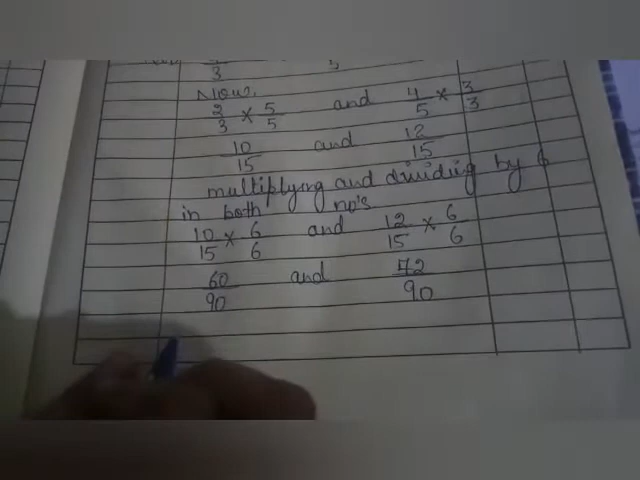 3
Now,
2/3 × 5/5 and 4/5 × 3/3
10/15 and 12/15
multiplying and dividing by 6
in both no's
10/15 × 6/6 and 12/15 × 6/6
60/90 and 72/90